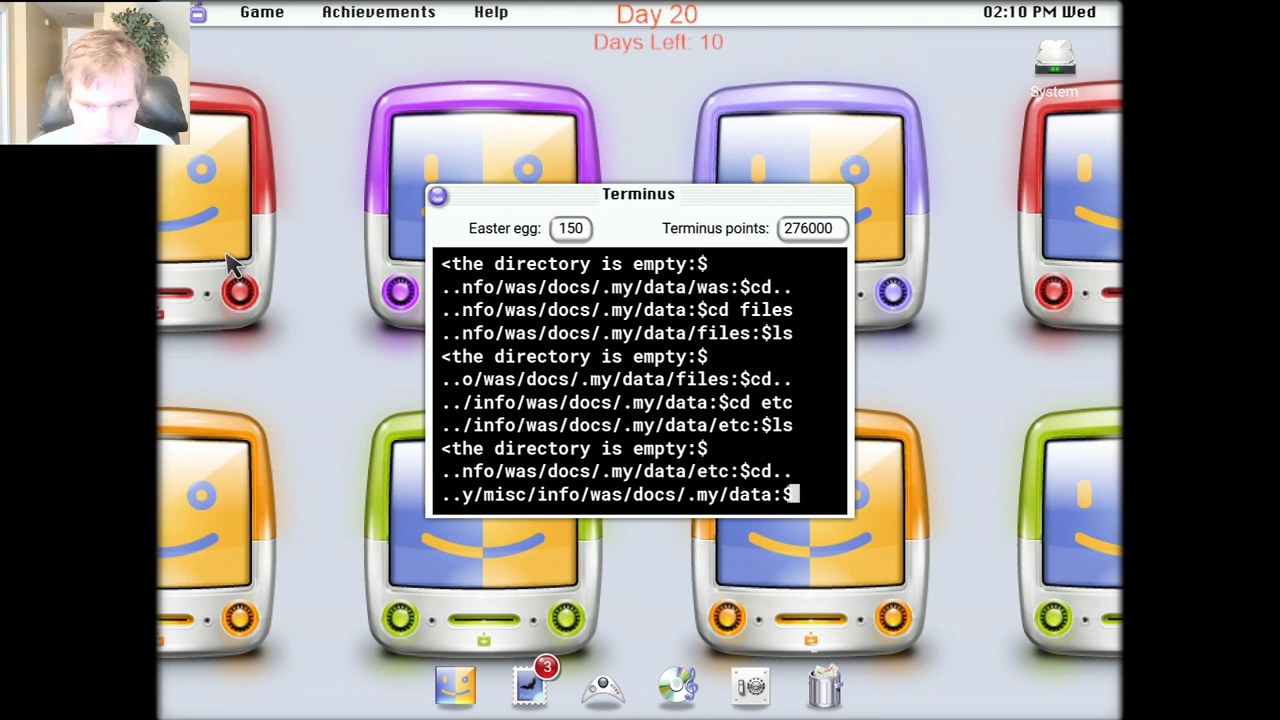 Game Achievements Help Day 20 02:10 PM Wed
Days Left: 10
System
Terminus
Easter egg: 150 Terminus points: 276000
<the directory is empty:$
..nfo/was/docs/.my/data/was:$cd..
..nfo/was/docs/.my/data:$cd files
..nfo/was/docs/.my/data/files:$ls
<the directory is empty:$
..o/was/docs/.my/data/files:$cd..
../info/was/docs/.my/data:$cd etc
../info/was/docs/.my/data/etc:$ls
<the directory is empty:$
..nfo/was/docs/.my/data/etc:$cd..
..y/misc/info/was/docs/.my/data:$
3